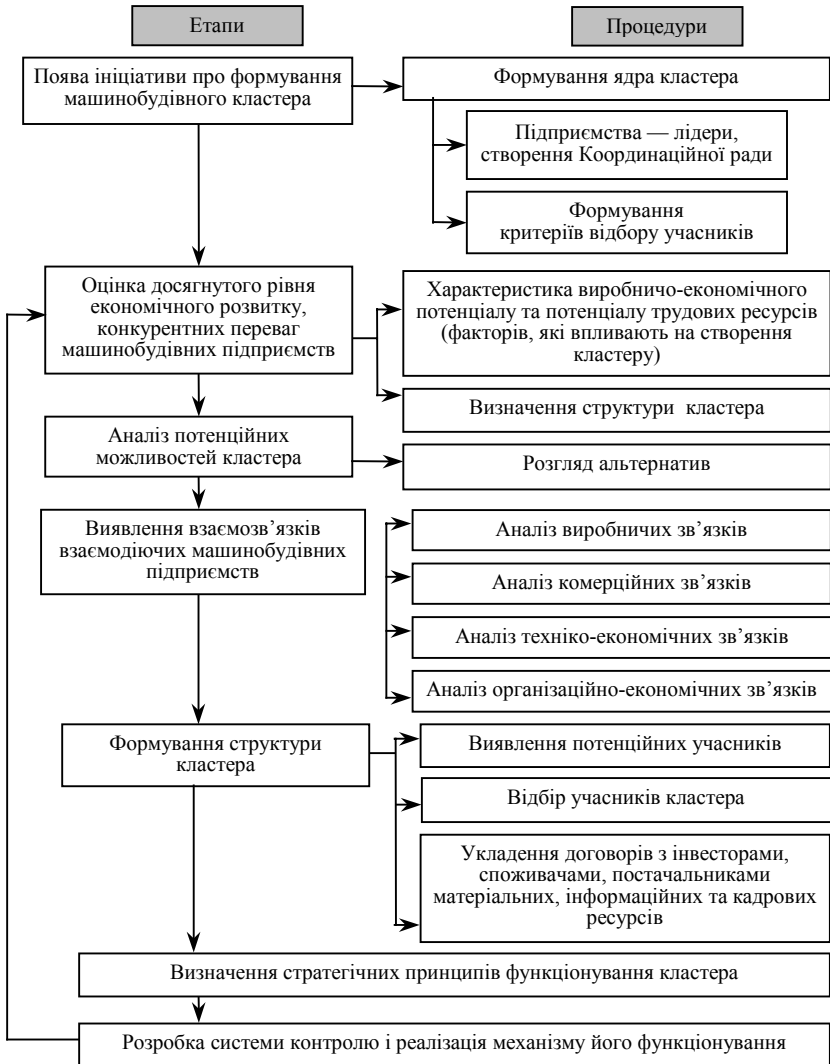 Етапи
Процедури
Поява ініціативи про формування
машинобудівного кластера
Формування ядра кластера
Підприємства — лідери,
створення Координаційної ради
Формування
критеріїв відбору учасників
Оцінка досягнутого рівня
економічного розвитку,
конкурентних переваг
машинобудівних підприємств
Характеристика виробничо-економічного
потенціалу та потенціалу трудових ресурсів
(факторів, які впливають на створення
кластеру)
Визначення структури кластера
Аналіз потенційних
можливостей кластера
Розгляд альтернатив
Виявлення взаємозв’язків
взаємодіючих машинобудівних
підприємств
Аналіз виробничих зв’язків
Аналіз комерційних зв’язків
Аналіз техніко-економічних зв’язків
Аналіз організаційно-економічних зв’язків
Формування структури
кластера
Виявлення потенційних учасників
Відбір учасників кластера
Укладення договорів з інвесторами,
споживачами, постачальниками
матеріальних, інформаційних та кадрових
ресурсів
Визначення стратегічних принципів функціонування кластера
Розробка системи контролю і реалізація механізму його функціонування